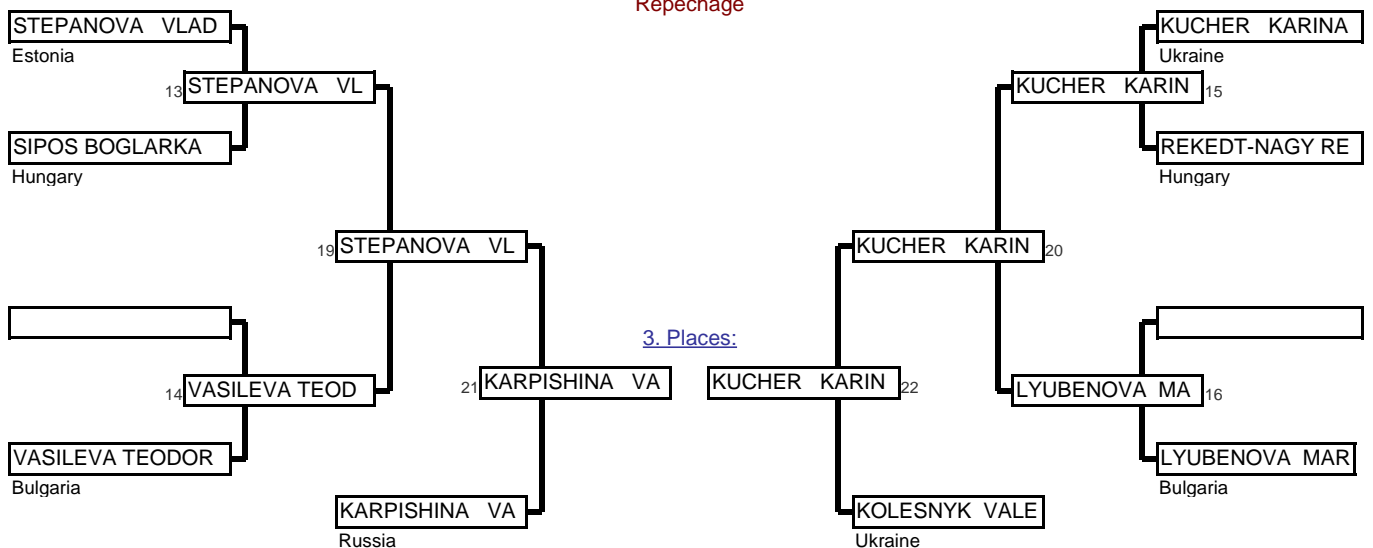 Repechage
STEPANOVA VLAD
Estonia
13 STEPANOVA VL
SIPOS BOGLARKA
Hungary
19 STEPANOVA VL
14 VASILEVA TEOD
VASILEVA TEODOR
Bulgaria
21 KARPISHINA VA
KARPISHINA VA
Russia
3. Places:
KUCHER KARINA
Ukraine
KUCHER KARIN 15
REKEDT-NAGY RE
Hungary
KUCHER KARIN 20
KUCHER KARIN 22
LYUBENOVA MA 16
LYUBENOVA MAR
Bulgaria
KOLESNYK VALE
Ukraine